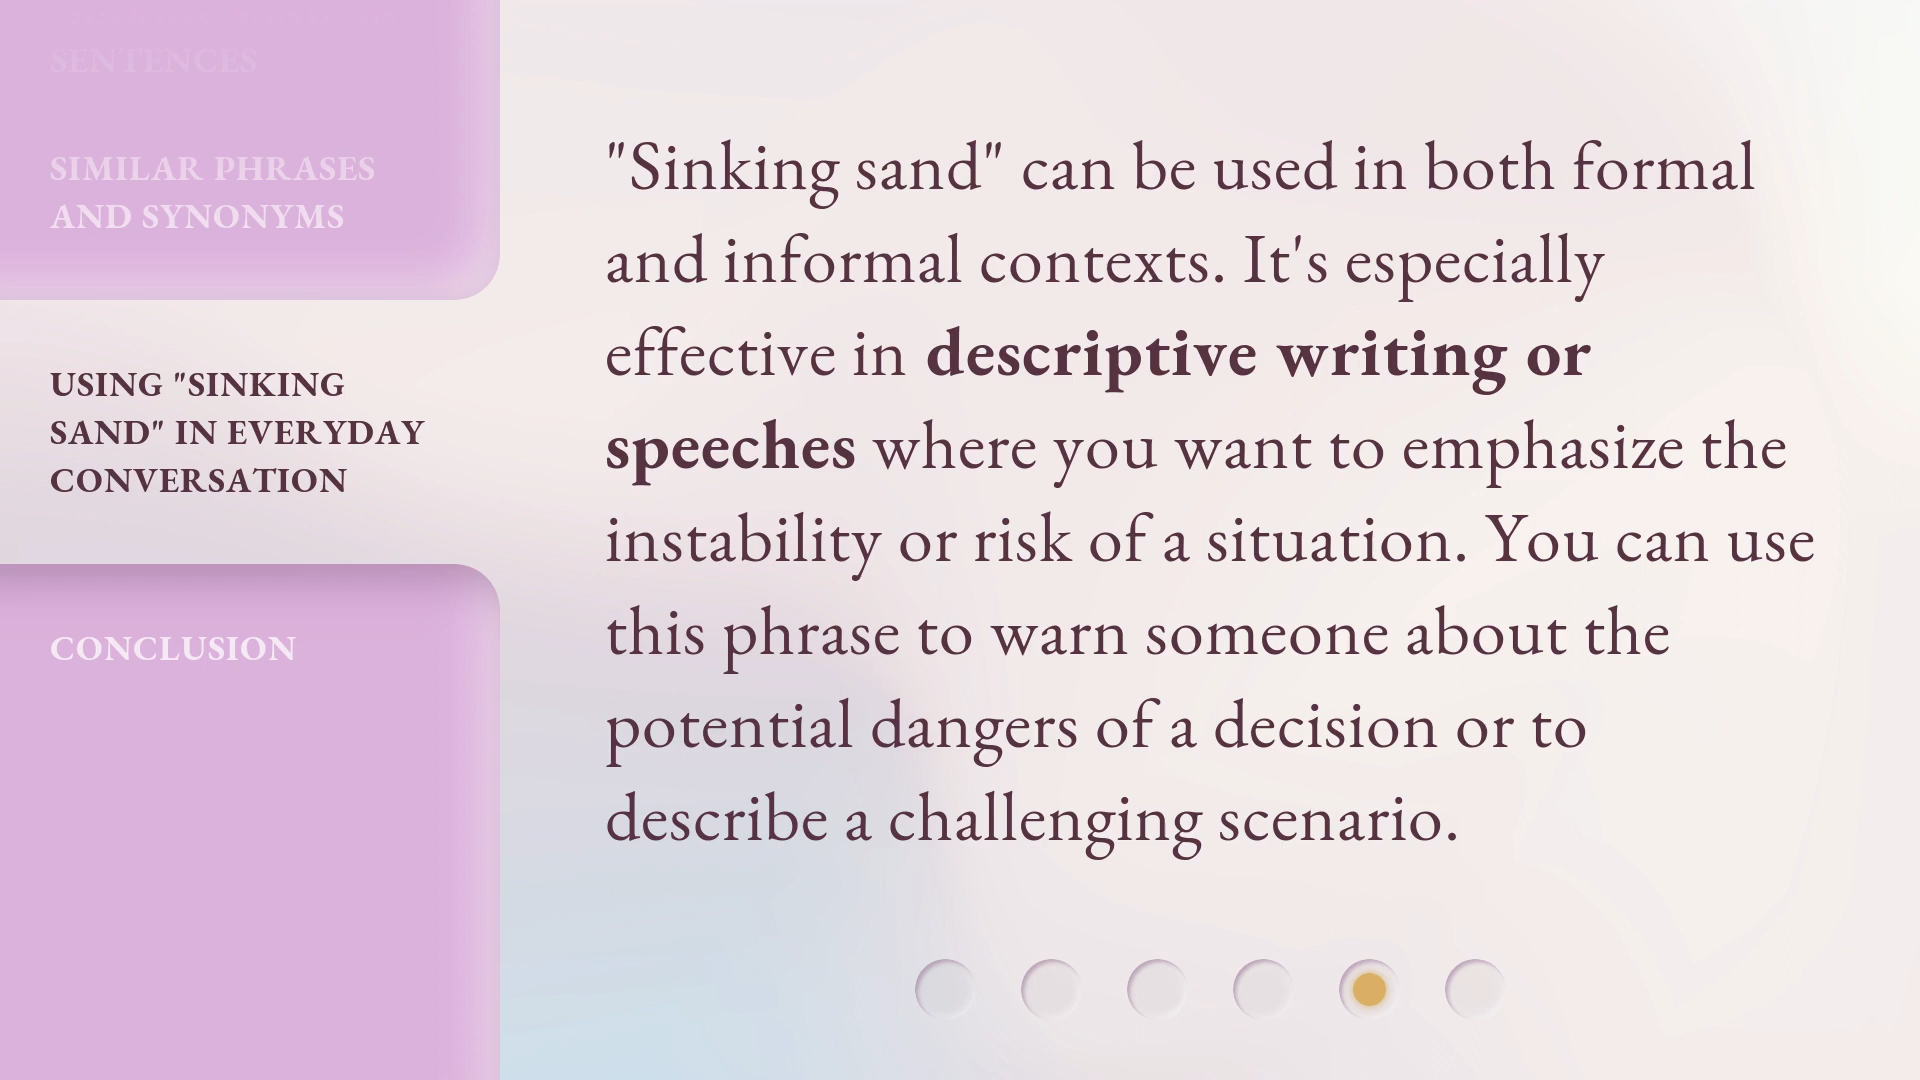 SENTENCES
SIMILAR PHRASES
AND SYNONYMS
USING "SINKING
SAND" IN EVERYDAY
CONVERSATION
CONCLUSION
"Sinking sand" can be used in both formal
and informal contexts. It's especially
effective in descriptive writing or
speeches where you want to emphasize the
instability or risk of a situation. You can use
this phrase to warn someone about the
potential dangers of a decision or to
describe a challenging scenario.